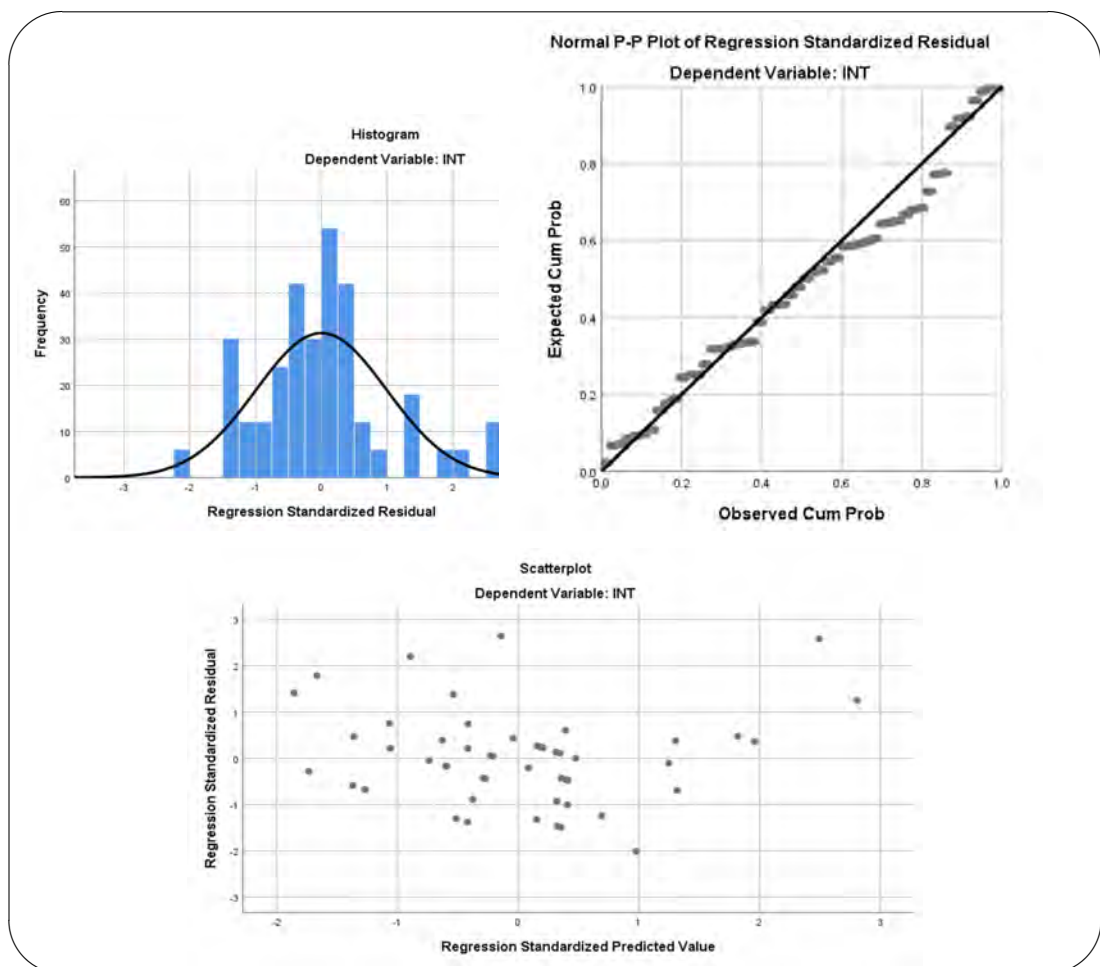 Normal P-P Plot of Regression Standardized Residual
Dependent Variable: INT
1.0
0.8
0.6
0.4
0.2
0.0
Expected Cum Prob
0.0 0.2 0.4 0.6 0.8 1.0
Observed Cum Prob
Histogram
Dependent Variable: INT
60
50
40
30
20
10
0
Frequency
-3 -2 -1 0 1 2
Regression Standardized Residual
Scatterplot
Dependent Variable: INT
3
2
1
0
-1
-2
-3
Regression Standardized Residual
-2 -1 0 1 2 3
Regression Standardized Predicted Value